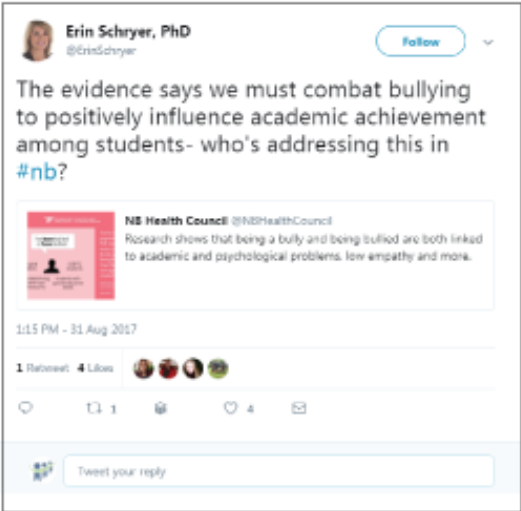 Erin Schryer, PhD
@ErinSchryer
Follow
The evidence says we must combat bullying
to positively influence academic achievement
among students- who's addressing this in
#nb?
NB Health Council @NBHealthCouncil
Research shows that being a bully and being bullied are both linked
to academic and psychological problems, low empathy and more.
1:15 PM - 31 Aug 2017
1 Retweet 4 Likes
1
4
Tweet your reply